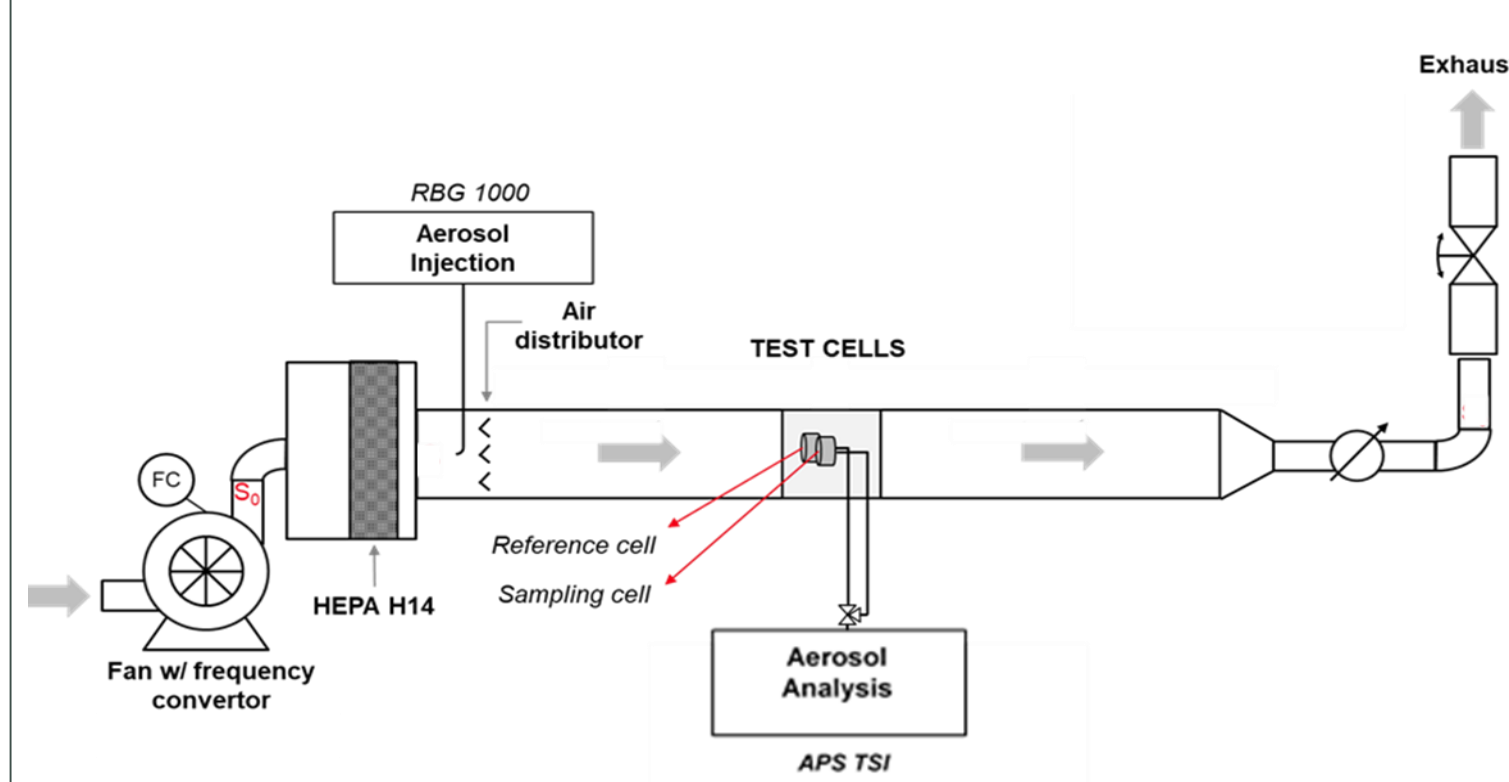 Exhaus
RBG 1000
Aerosol
Injection
Air
distributor
TEST CELLS
FC
S₀
Reference cell
Sampling cell
HEPA H14
Fan w/ frequency
convertor
Aerosol
Analysis
APS TSI